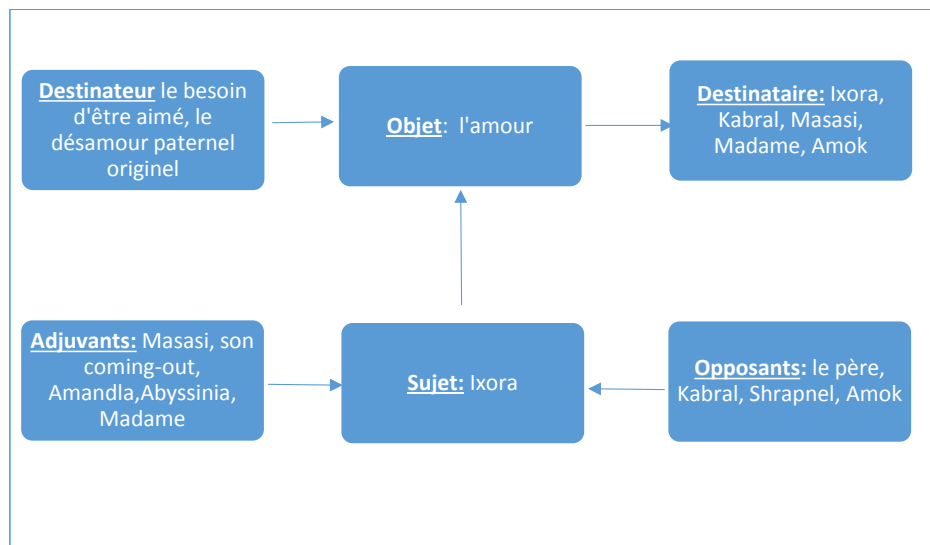 Destinateur le besoin
d'être aimé, le
désamour paternel
originel
Objet: l'amour
Destinataire: Ixora,
Kabral, Masasi,
Madame, Amok
Adjuvants: Masasi, son
coming-out,
Amandla,Abyssinia,
Madame
Sujet: Ixora
Opposants: le père,
Kabral, Shrapnel, Amok